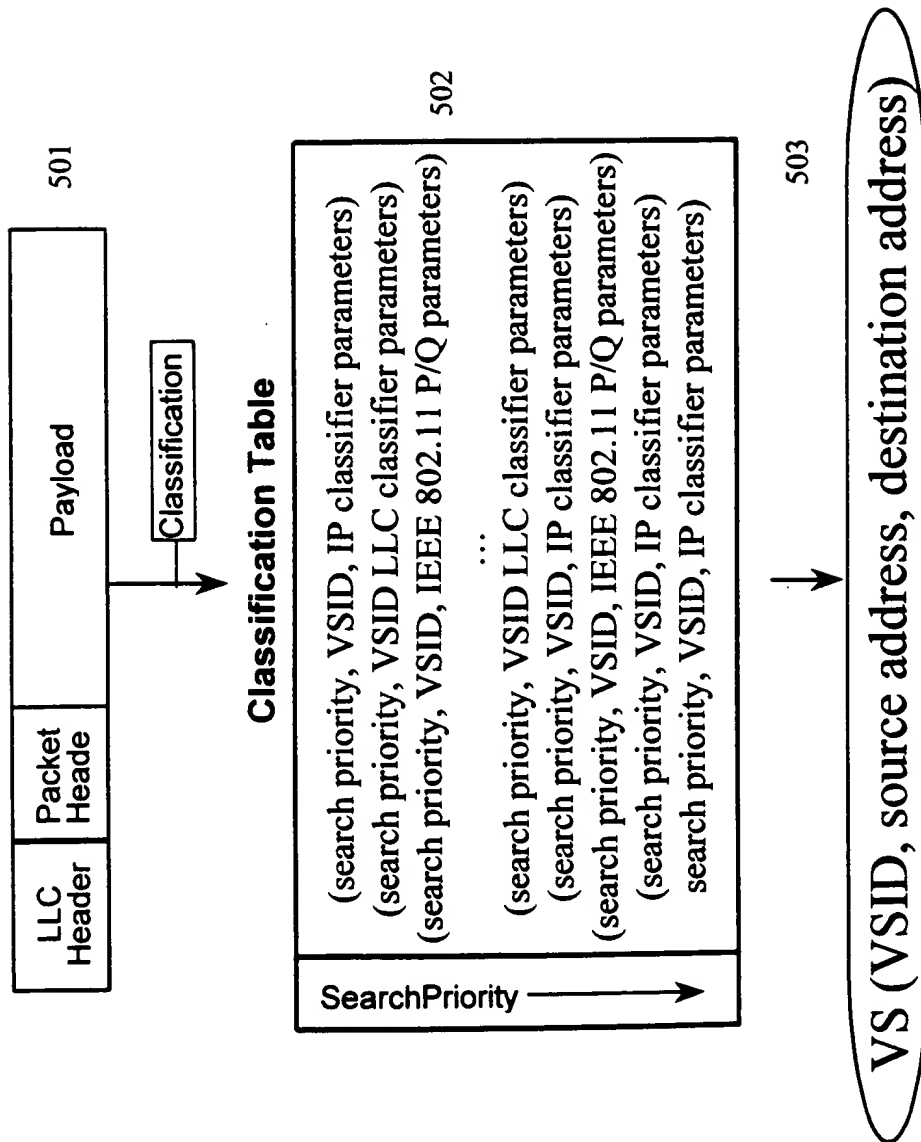 LLC
Header
Packet
Heade
Payload
501
Classification
Classification Table
SearchPriority
(search priority, VSID, IP classifier parameters)
(search priority, VSID LLC classifier parameters)
(search priority, VSID, IEEE 802.11 P/Q parameters)
...
(search priority, VSID LLC classifier parameters)
(search priority, VSID, IP classifier parameters)
(search priority, VSID, IEEE 802.11 P/Q parameters)
(search priority, VSID, IP classifier parameters)
search priority, VSID, IP classifier parameters)
502
503
VS (VSID, source address, destination address)